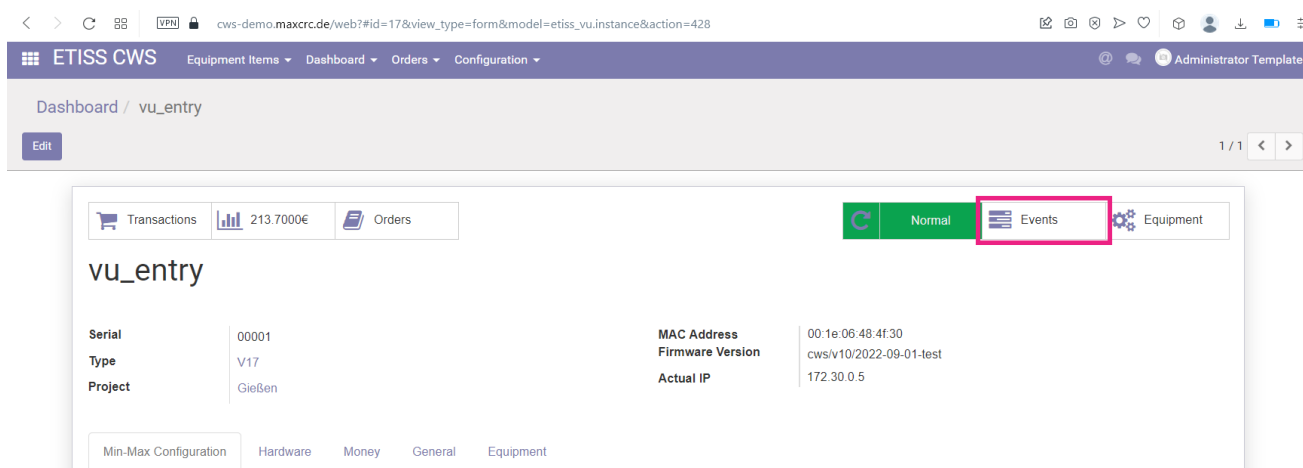 VPN cws-demo.maxcrc.de/web?#id=17&view_type=form&model=etiss_vu.instance&action=428
ETISS CWS Equipment Items Dashboard Orders Configuration @ Administrator Template
Dashboard / vu_entry
Edit 1 / 1
Transactions 213.7000€ Orders Normal Events Equipment
vu_entry
Serial 00001 MAC Address 00:1e:06:48:4f:30
Type V17 Firmware Version cws/v10/2022-09-01-test
Project Gießen Actual IP 172.30.0.5
Min-Max Configuration Hardware Money General Equipment